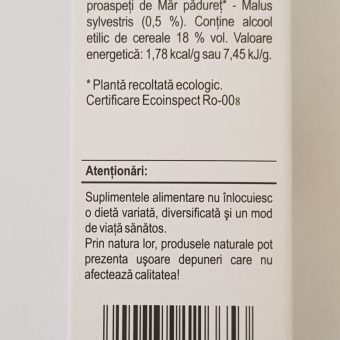 proaspeți de Măr pădureț* - Malus
sylvestris (0,5 %). Conține alcool
etilic de cereale 18 % vol. Valoare
energetică: 1,78 kcal/g sau 7,45 kJ/g.
* Plantă recoltată ecologic.
Certificare Ecoinspect Ro-008
Atenționări:
Suplimentele alimentare nu înlocuiesc
o dietă variată, diversificată şi un mod
de viață sănătos.
Prin natura lor, produsele naturale pot
prezenta uşoare depuneri care nu
afectează calitatea!